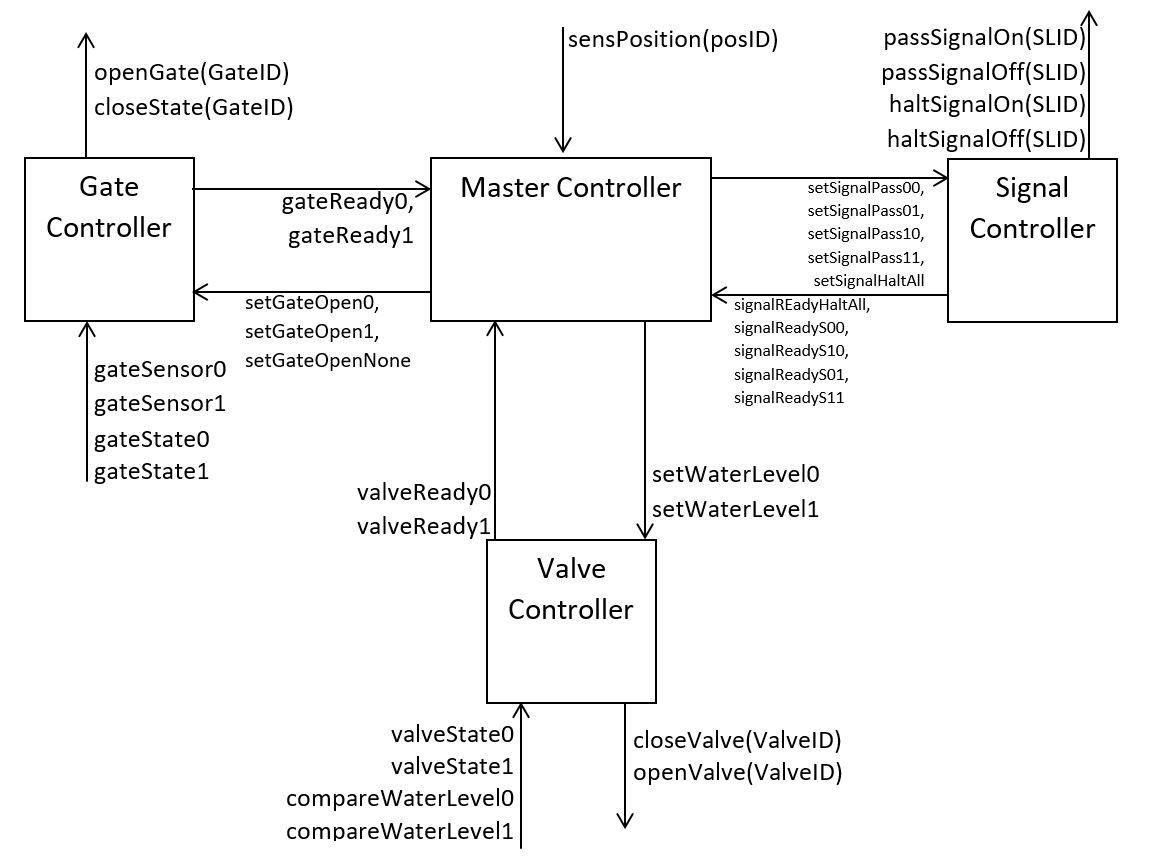 openGate(GateID)
closeState(GateID)
sensPosition(posID)
passSignalOn(SLID)
passSignalOff(SLID)
haltSignalOn(SLID)
haltSignalOff(SLID)
Gate
Controller
gateReady0,
gateReady1
Master Controller
setSignalPass00,
setSignalPass01,
setSignalPass10,
setSignalPass11,
setSignalHaltAll
Signal
Controller
setGateOpen0,
setGateOpen1,
setGateOpenNone
signalREadyHaltAll,
signalReadyS00,
signalReadyS10,
signalReadyS01,
signalReadyS11
gateSensor0
gateSensor1
gateState0
gateState1
valveReady0
valveReady1
setWaterLevel0
setWaterLevel1
Valve
Controller
valveState0
valveState1
compareWaterLevel0
compareWaterLevel1
closeValve(ValveID)
openValve(ValveID)